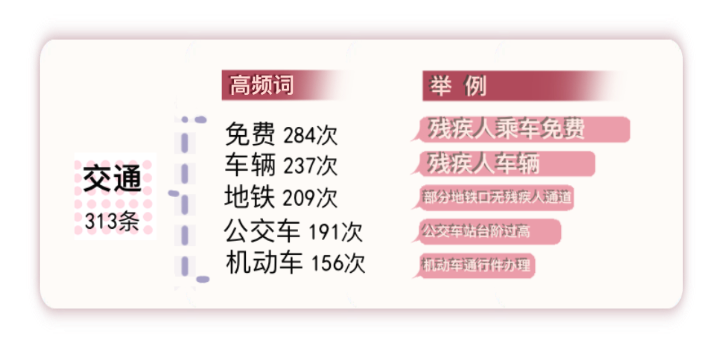 高频词
举例
免费 284次
残疾人乘车免费
车辆 237次
残疾人车辆
交通
313条
地铁 209次
部分地铁口无残疾人通道
公交车 191次
公交车站台阶过高
机动车 156次
机动车通行件办理